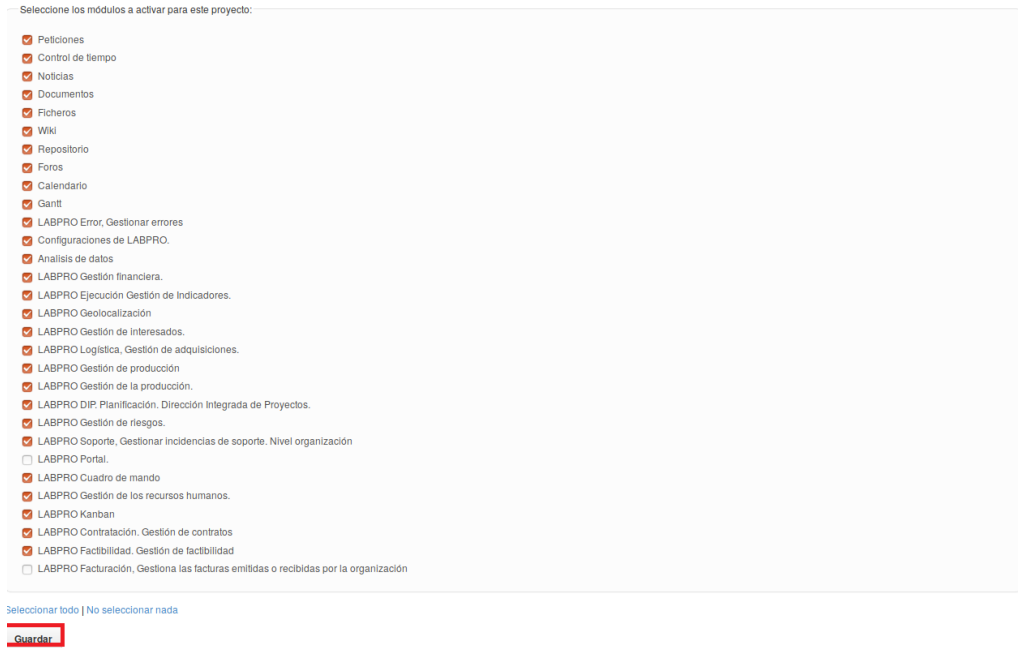 Seleccione los módulos a activar para este proyecto:
Peticiones
Control de tiempo
Noticias
Documentos
Ficheros
Wiki
Repositorio
Foros
Calendario
Gantt
LABPRO Error, Gestionar errores
Configuraciones de LABPRO.
Analisis de datos
LABPRO Gestión financiera.
LABPRO Ejecución Gestión de Indicadores.
LABPRO Geolocalización
LABPRO Gestión de interesados.
LABPRO Logística, Gestión de adquisiciones.
LABPRO Gestión de producción
LABPRO Gestión de la producción.
LABPRO DIP. Planificación. Dirección Integrada de Proyectos.
LABPRO Gestión de riesgos.
LABPRO Soporte, Gestionar incidencias de soporte. Nivel organización
LABPRO Portal.
LABPRO Cuadro de mando
LABPRO Gestión de los recursos humanos.
LABPRO Kanban
LABPRO Contratación. Gestión de contratos
LABPRO Factibilidad. Gestión de factibilidad
LABPRO Facturación, Gestiona las facturas emitidas o recibidas por la organización
Seleccionar todo | No seleccionar nada
Guardar